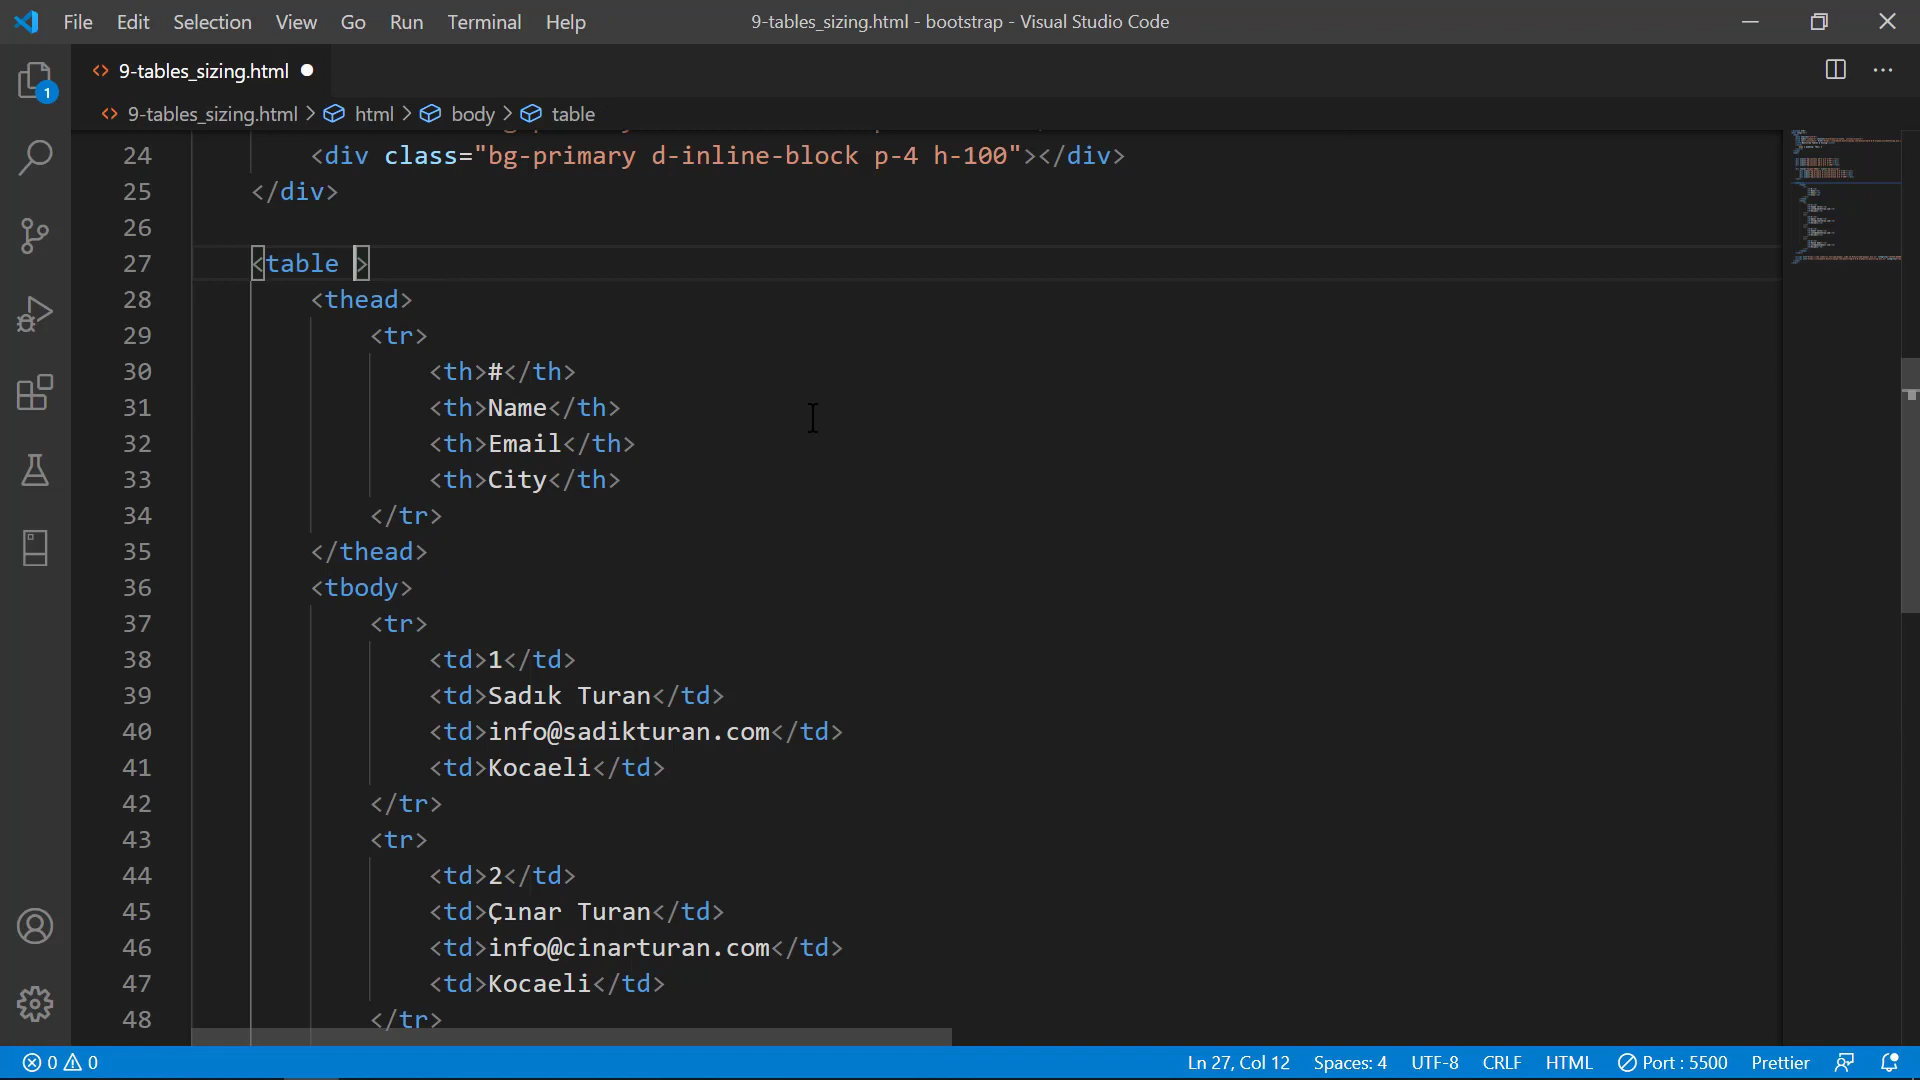 File Edit Selection View Go Run Terminal Help 9-tables_sizing.html - bootstrap - Visual Studio Code
9-tables_sizing.html
9-tables_sizing.html > html > body > table
1
24 <div class="bg-primary d-inline-block p-4 h-100"></div>
25 </div>
26
27 <table >
28 <thead>
29 <tr>
30 <th>#</th>
31 <th>Name</th>
32 <th>Email</th>
33 <th>City</th>
34 </tr>
35 </thead>
36 <tbody>
37 <tr>
38 <td>1</td>
39 <td>Sadık Turan</td>
40 <td>info@sadikturan.com</td>
41 <td>Kocaeli</td>
42 </tr>
43 <tr>
44 <td>2</td>
45 <td>Çınar Turan</td>
46 <td>info@cinarturan.com</td>
47 <td>Kocaeli</td>
48 </tr>
0 0 Ln 27, Col 12 Spaces: 4 UTF-8 CRLF HTML Port : 5500 Prettier